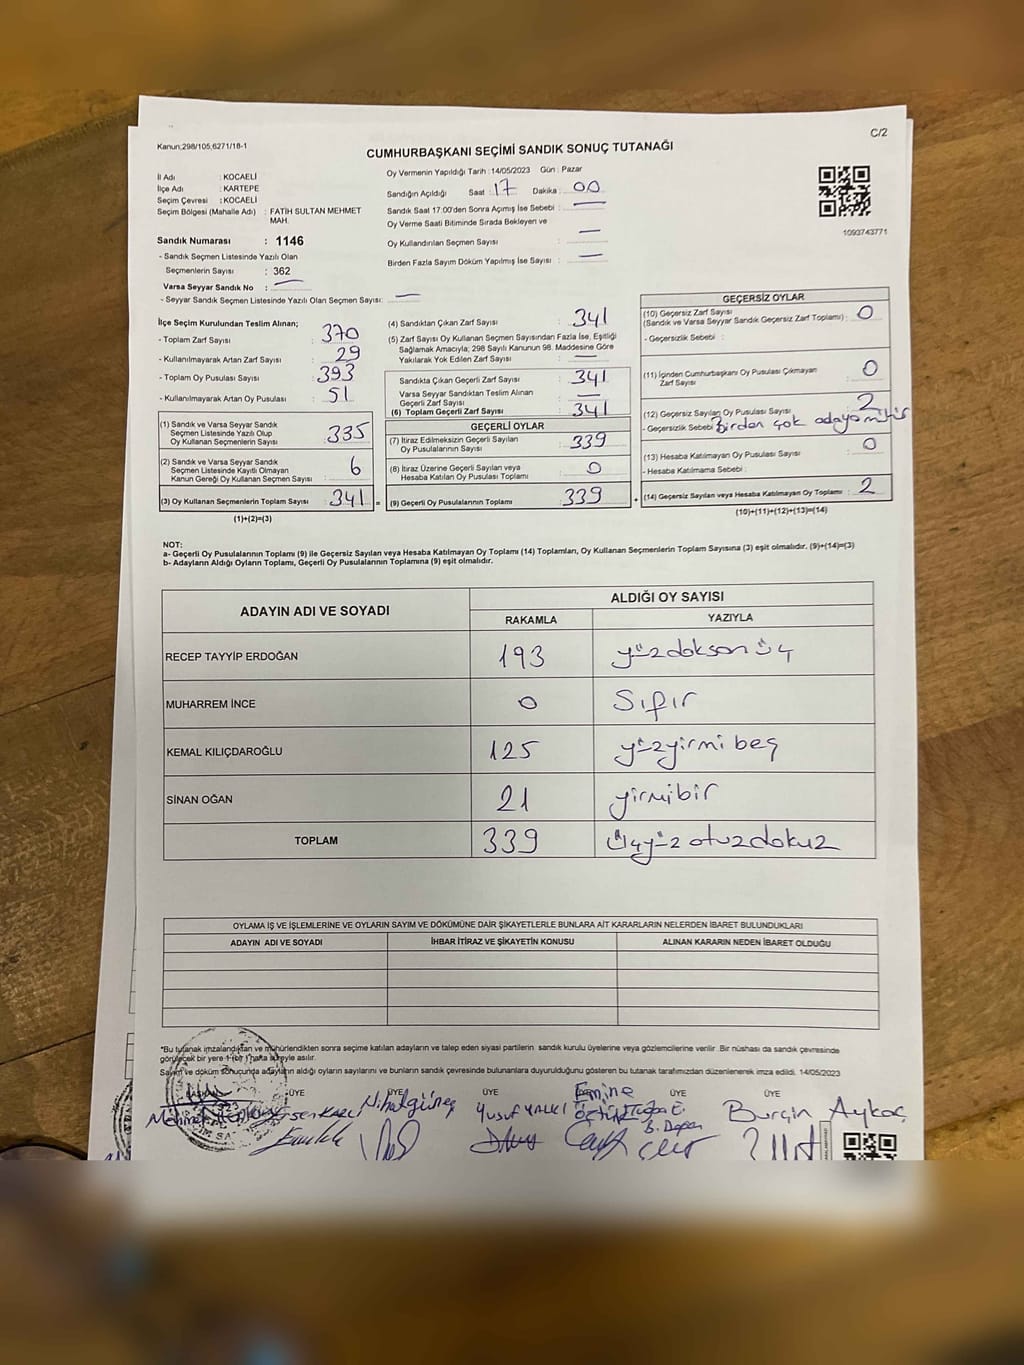 C/2
Kanun;298/105;6271/18-1
CUMHURBAŞKANI SEÇİMİ SANDIK SONUÇ TUTANAĞI
İl Adı : KOCAELİ
İlçe Adı : KARTEPE
Seçim Çevresi : KOCAELİ
Seçim Bölgesi (Mahalle Adı) : FATİH SULTAN MEHMET MAH.
Sandık Numarası : 1146
- Sandık Seçmen Listesinde Yazılı Olan
Seçmenlerin Sayısı : 362
Varsa Seyyar Sandık No : —
- Seyyar Sandık Seçmen Listesinde Yazılı Olan Seçmen Sayısı: —
Oy Vermenin Yapıldığı Tarih :14/05/2023 Gün : Pazar
Sandığın Açıldığı Saat : 17 Dakika : 00
Sandık Saat 17:00'den Sonra Açımış İse Sebebi : —
Oy Verme Saati Bitiminde Sırada Bekleyen ve
Oy Kullandırılan Seçmen Sayısı : —
Birden Fazla Sayım Döküm Yapılmış İse Sayısı : —
1093743771
İlçe Seçim Kurulundan Teslim Alınan;
- Toplam Zarf Sayısı : 370
- Kullanılmayarak Artan Zarf Sayısı : 29
- Toplam Oy Pusulası Sayısı : 393
- Kullanılmayarak Artan Oy Pusulası : 51
(1) Sandık ve Varsa Seyyar Sandık
Seçmen Listesinde Yazılı Olup
Oy Kullanan Seçmenlerin Sayısı : 335
(2) Sandık ve Varsa Seyyar Sandık
Seçmen Listesinde Kayıtlı Olmayan
Kanun Gereği Oy Kullanan Seçmen Sayısı : 6
(3) Oy Kullanan Seçmenlerin Toplam Sayısı : 341 =
(1)+(2)=(3)
(4) Sandıktan Çıkan Zarf Sayısı : 341
(5) Zarf Sayısı Oy Kullanan Seçmen Sayısından Fazla İse, Eşitliği
Sağlamak Amacıyla; 298 Sayılı Kanunun 98. Maddesine Göre
Yakılarak Yok Edilen Zarf Sayısı : —
Sandıkta Çıkan Geçerli Zarf Sayısı : 341
Varsa Seyyar Sandıktan Teslim Alınan
Geçerli Zarf Sayısı : —
(6) Toplam Geçerli Zarf Sayısı : 341
GEÇERLİ OYLAR
(7) İtiraz Edilmeksizin Geçerli Sayılan
Oy Pusulalarının Sayısı : 339
(8) İtiraz Üzerine Geçerli Sayılan veya
Hesaba Katılan Oy Pusulası Toplamı : 0
(9) Geçerli Oy Pusulalarının Toplamı : 339 +
GEÇERSİZ OYLAR
(10) Geçersiz Zarf Sayısı
(Sandık ve Varsa Seyyar Sandık Geçersiz Zarf Toplamı) : 0
- Geçersizlik Sebebi :
(11) İçinden Cumhurbaşkanı Oy Pusulası Çıkmayan
Zarf Sayısı : 0
(12) Geçersiz Sayılan Oy Pusulası Sayısı : 2
- Geçersizlik Sebebi : Birden çok adaya mühür
(13) Hesaba Katılmayan Oy Pusulası Sayısı : 0
- Hesaba Katılmama Sebebi :
(14) Geçersiz Sayılan veya Hesaba Katılmayan Oy Toplamı : 2
(10)+(11)+(12)+(13)=(14)
NOT:
a- Geçerli Oy Pusulalarının Toplamı (9) ile Geçersiz Sayılan veya Hesaba Katılmayan Oy Toplamı (14) Toplamları, Oy Kullanan Seçmenlerin Toplam Sayısına (3) eşit olmalıdır. (9)+(14)=(3)
b- Adayların Aldığı Oyların Toplamı, Geçerli Oy Pusulalarının Toplamına (9) eşit olmalıdır.
ADAYIN ADI VE SOYADI ALDIĞI OY SAYISI
RAKAMLA YAZIYLA
RECEP TAYYİP ERDOĞAN 193 yüzdoksan üç
MUHARREM İNCE 0 Sıfır
KEMAL KILIÇDAROĞLU 125 yüzyirmi beş
SİNAN OĞAN 21 yirmibir
TOPLAM 339 üçyüz otuzdokuz
OYLAMA İŞ VE İŞLEMLERİNE VE OYLARIN SAYIM VE DÖKÜMÜNE DAİR ŞİKAYETLERLE BUNLARA AİT KARARLARIN NELERDEN İBARET BULUNDUKLARI
ADAYIN ADI VE SOYADI İHBAR İTİRAZ VE ŞİKAYETİN KONUSU ALINAN KARARIN NEDEN İBARET OLDUĞU
*Bu tutanak imzalandıktan ve mühürlendikten sonra seçime katılan adayların ve talep eden siyasi partilerin sandık kurulu üyelerine veya gözlemcilerine verilir. Bir nüshası da sandık çevresinde
görülecek bir yere 1 (bir) hafta süreyle asılır.
Sayım ve döküm sonucunda adayların aldığı oyların sayılarını ve bunların sandık çevresinde bulunanlara duyurulduğunu gösteren bu tutanak tarafımızdan düzenlenerek imza edildi. 14/05/2023
BAŞKAN ÜYE ÜYE ÜYE ÜYE ÜYE
Nihal güneş Yusuf YALKI Emine Burçin Aykaç